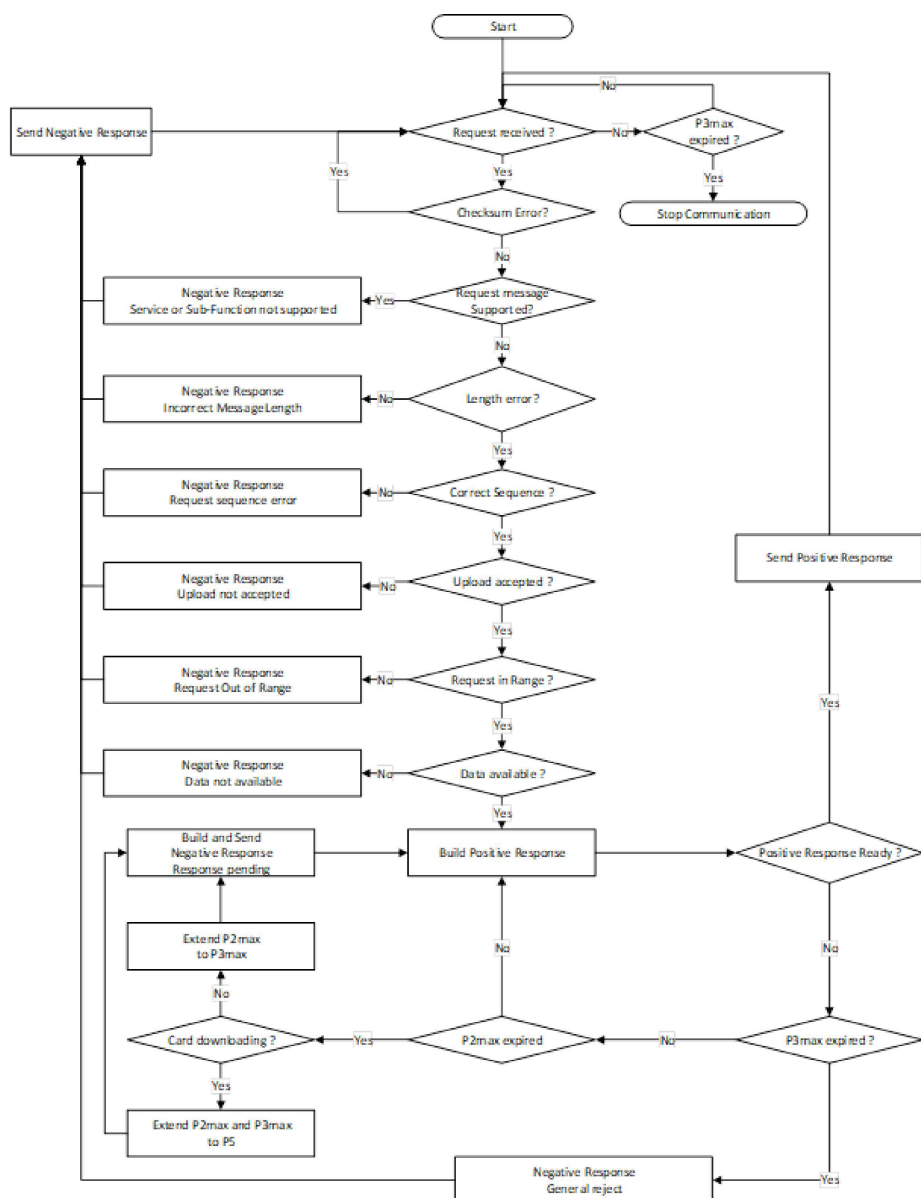 Start
No
Send Negative Response
Request received ?
No
P3max
expired ?
Yes
Yes
Yes
Checksum Error?
Stop Communication
No
Negative Response
Service or Sub-Function not supported
Yes
Request message
Supported?
No
Negative Response
Incorrect Message Length
No
Length error?
Yes
Negative Response
Request sequence error
No
Correct Sequence ?
Yes
Send Positive Response
Negative Response
Upload not accepted
No
Upload accepted ?
Yes
Negative Response
Request Out of Range
No
Request in Range ?
Yes
Yes
Negative Response
Data not available
No
Data available ?
Yes
Build and Send
Negative Response
Response pending
Build Positive Response
Positive Response Ready ?
Extend P2max
to P3max
No
No
No
Card downloading ?
Yes
P2max expired
No
P3max expired ?
Yes
Extend P2max and P3max
to P5
Negative Response
General reject
Yes